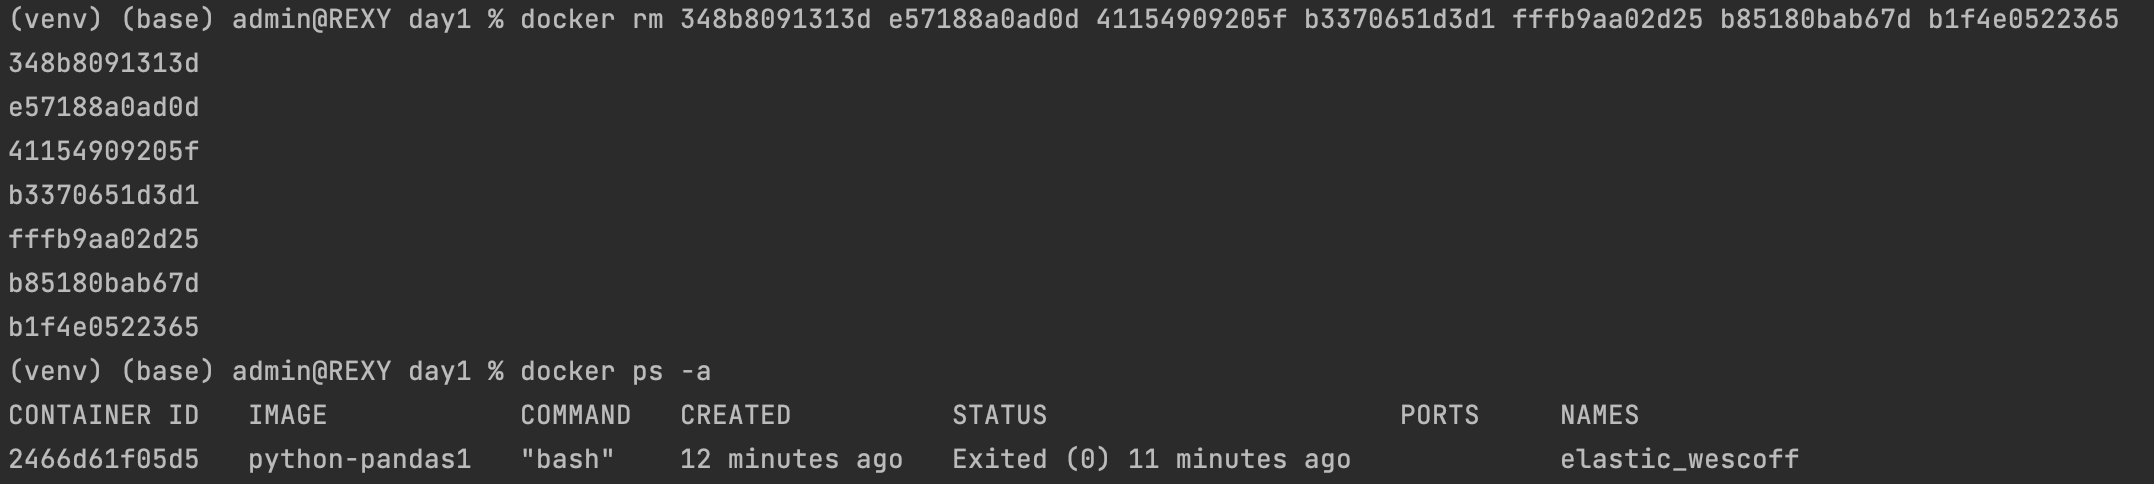 (venv) (base) admin@REXY day1 % docker rm 348b8091313d e57188a0ad0d 41154909205f b3370651d3d1 fffb9aa02d25 b85180bab67d b1f4e0522365
348b8091313d
e57188a0ad0d
41154909205f
b3370651d3d1
fffb9aa02d25
b85180bab67d
b1f4e0522365
(venv) (base) admin@REXY day1 % docker ps -a
CONTAINER ID   IMAGE            COMMAND   CREATED          STATUS                      PORTS     NAMES
2466d61f05d5   python-pandas1   "bash"    12 minutes ago   Exited (0) 11 minutes ago             elastic_wescoff